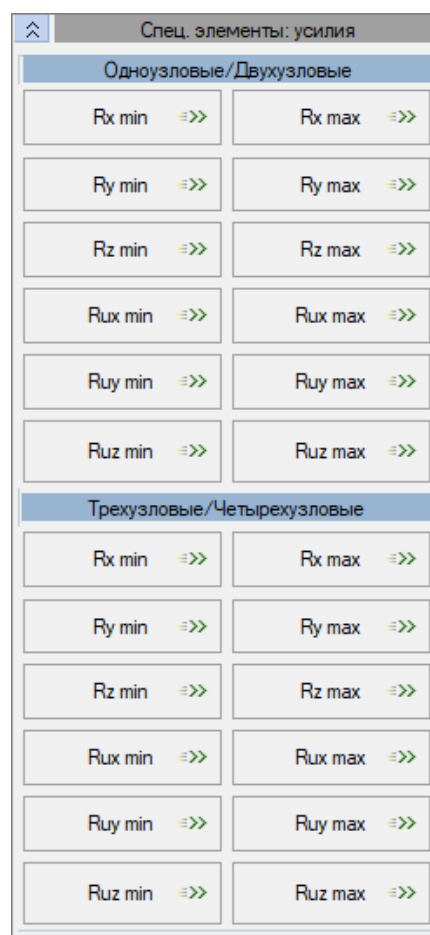 Спец. элементы: усилия
Одноузловые/Двухузловые
Rx min Rx max
Ry min Ry max
Rz min Rz max
Rux min Rux max
Ruy min Ruy max
Ruz min Ruz max
Трехузловые/Четырехузловые
Rx min Rx max
Ry min Ry max
Rz min Rz max
Rux min Rux max
Ruy min Ruy max
Ruz min Ruz max